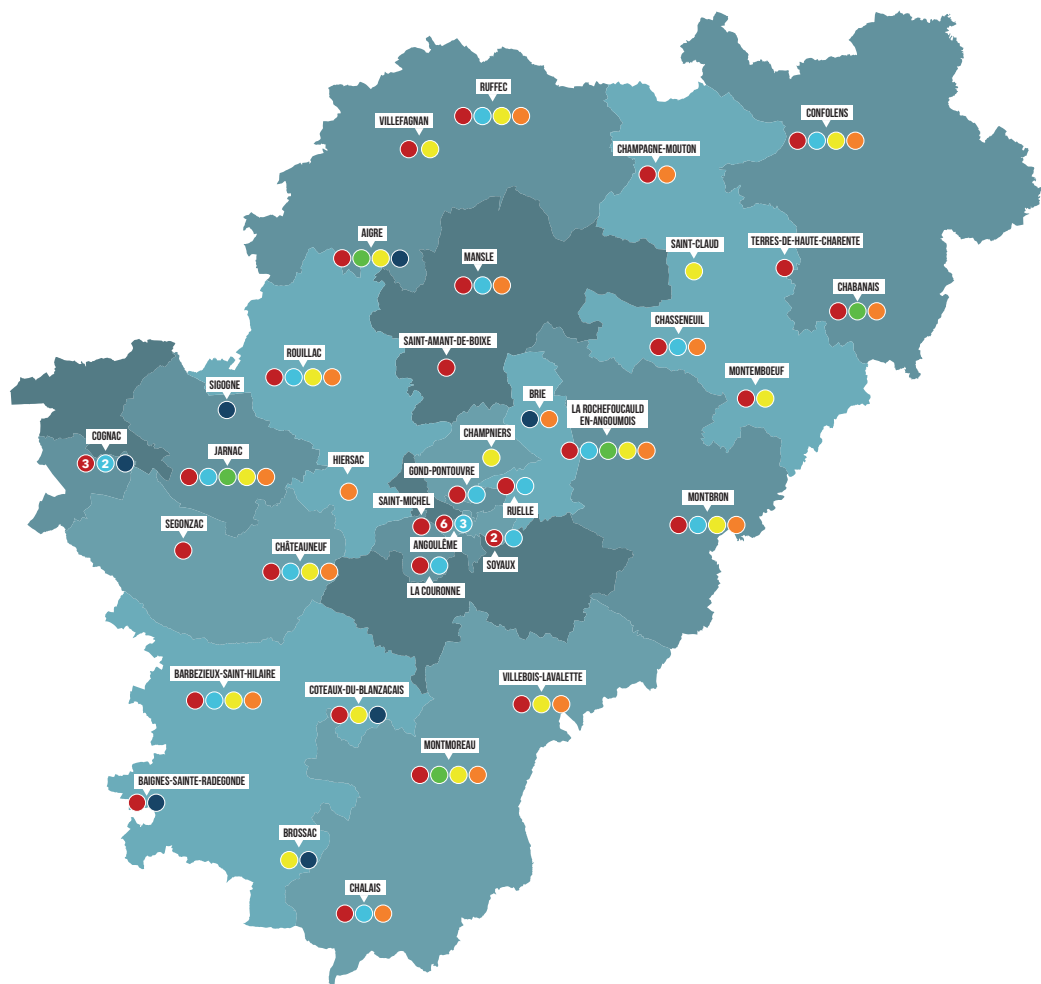 RUFFEC
CONFOLENS
VILLEFAGNAN
CHAMPAGNE-MOUTON
AIGRE
SAINT-CLAUD
TERRES-DE-HAUTE-CHARENTE
MANSLE
CHABANAIS
CHASSENEUIL
SAINT-AMANT-DE-BOIXE
ROUILLAC
MONTEMBOEUF
SIGOGNE
BRIE
LA ROCHEFOUCAULD
EN-ANGOUMOIS
COGNAC
CHAMPNIERS
3 2
JARNAC
HIERSAC
GOND-PONTOUVRE
SAINT-MICHEL
MONTBRON
RUELLE
SEGONZAC
6 3
2
CHÂTEAUNEUF
ANGOULÊME
SOYAUX
LA COURONNE
BARBEZIEUX-SAINT-HILAIRE
VILLEBOIS-LAVALETTE
COTEAUX-DU-BLANZACAIS
MONTMOREAU
BAIGNES-SAINTE-RADEGONDE
BROSSAC
CHALAIS